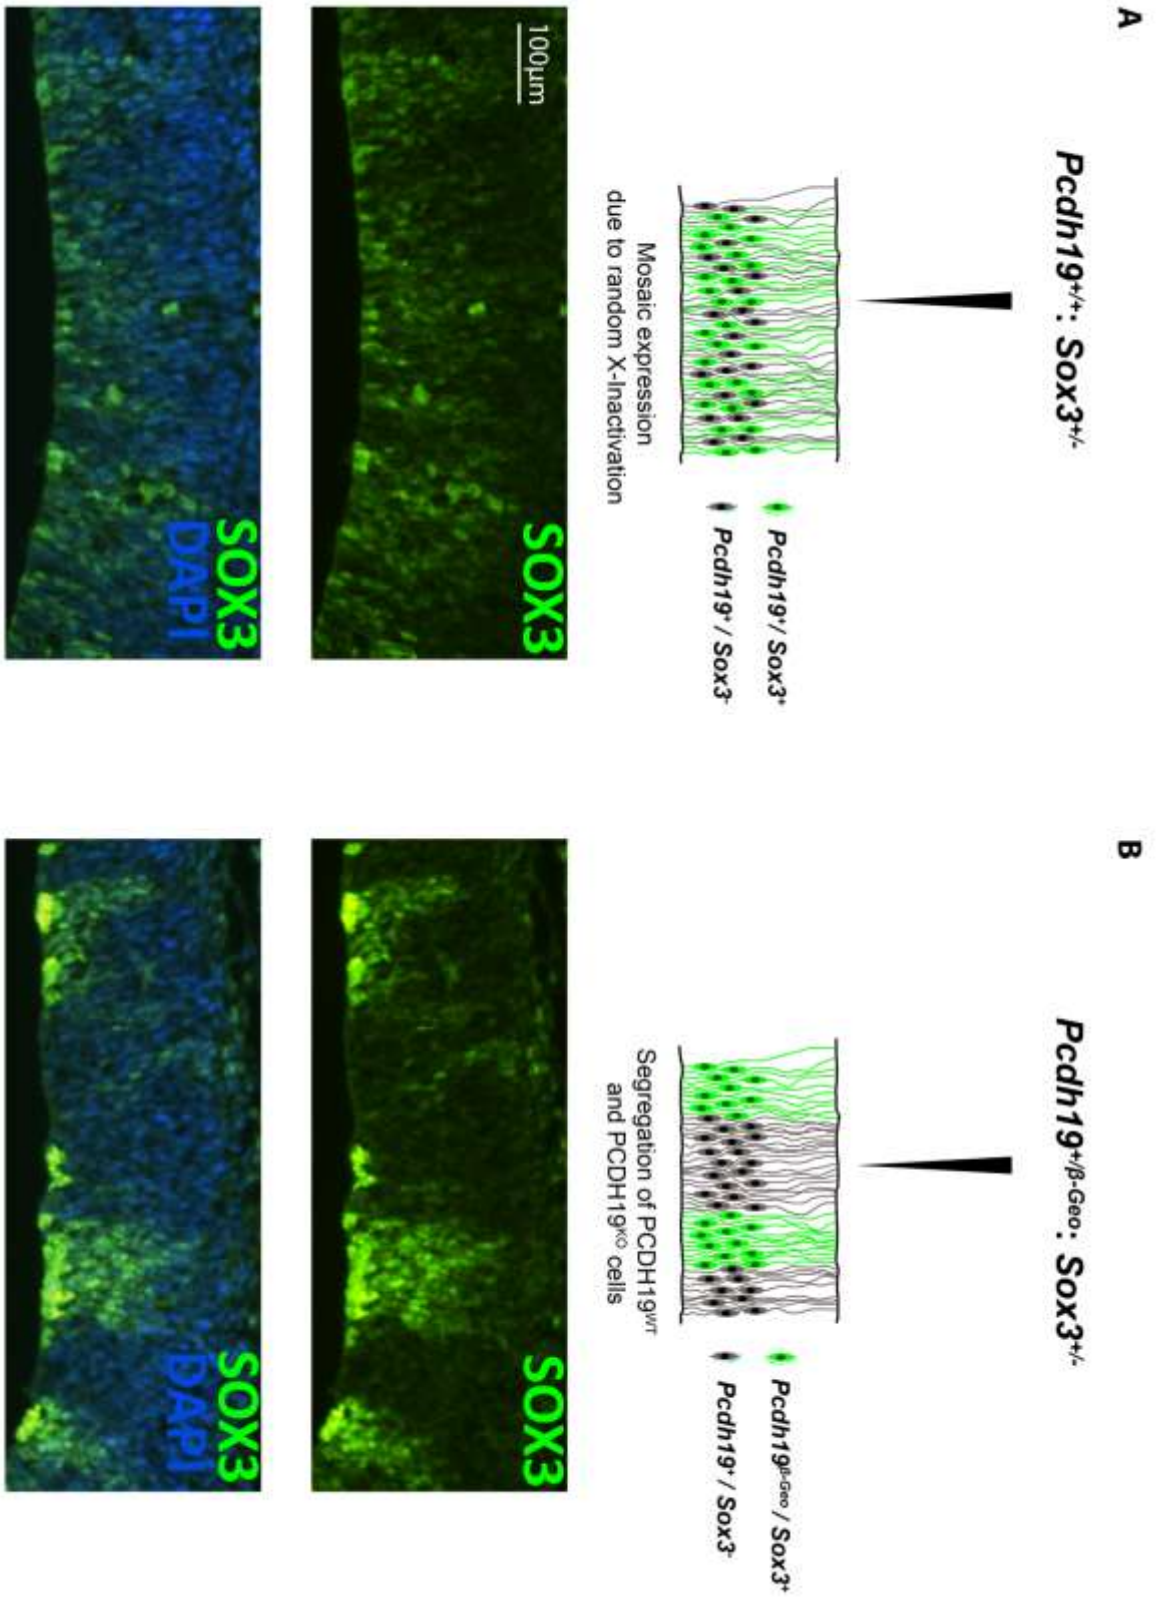 A
Pcdh19⁺/⁺: Sox3⁺/⁻
Pcdh19⁺/ Sox3⁺
Pcdh19⁺/ Sox3⁻
Mosaic expression
due to random X-Inactivation
100µm
SOX3
SOX3
DAPI
B
Pcdh19⁺/β-Geo: Sox3⁺/⁻
Pcdh19β-Geo / Sox3⁺
Pcdh19⁺/ Sox3⁻
Segregation of PCDH19WT
and PCDH19KO cells
SOX3
SOX3
DAPI